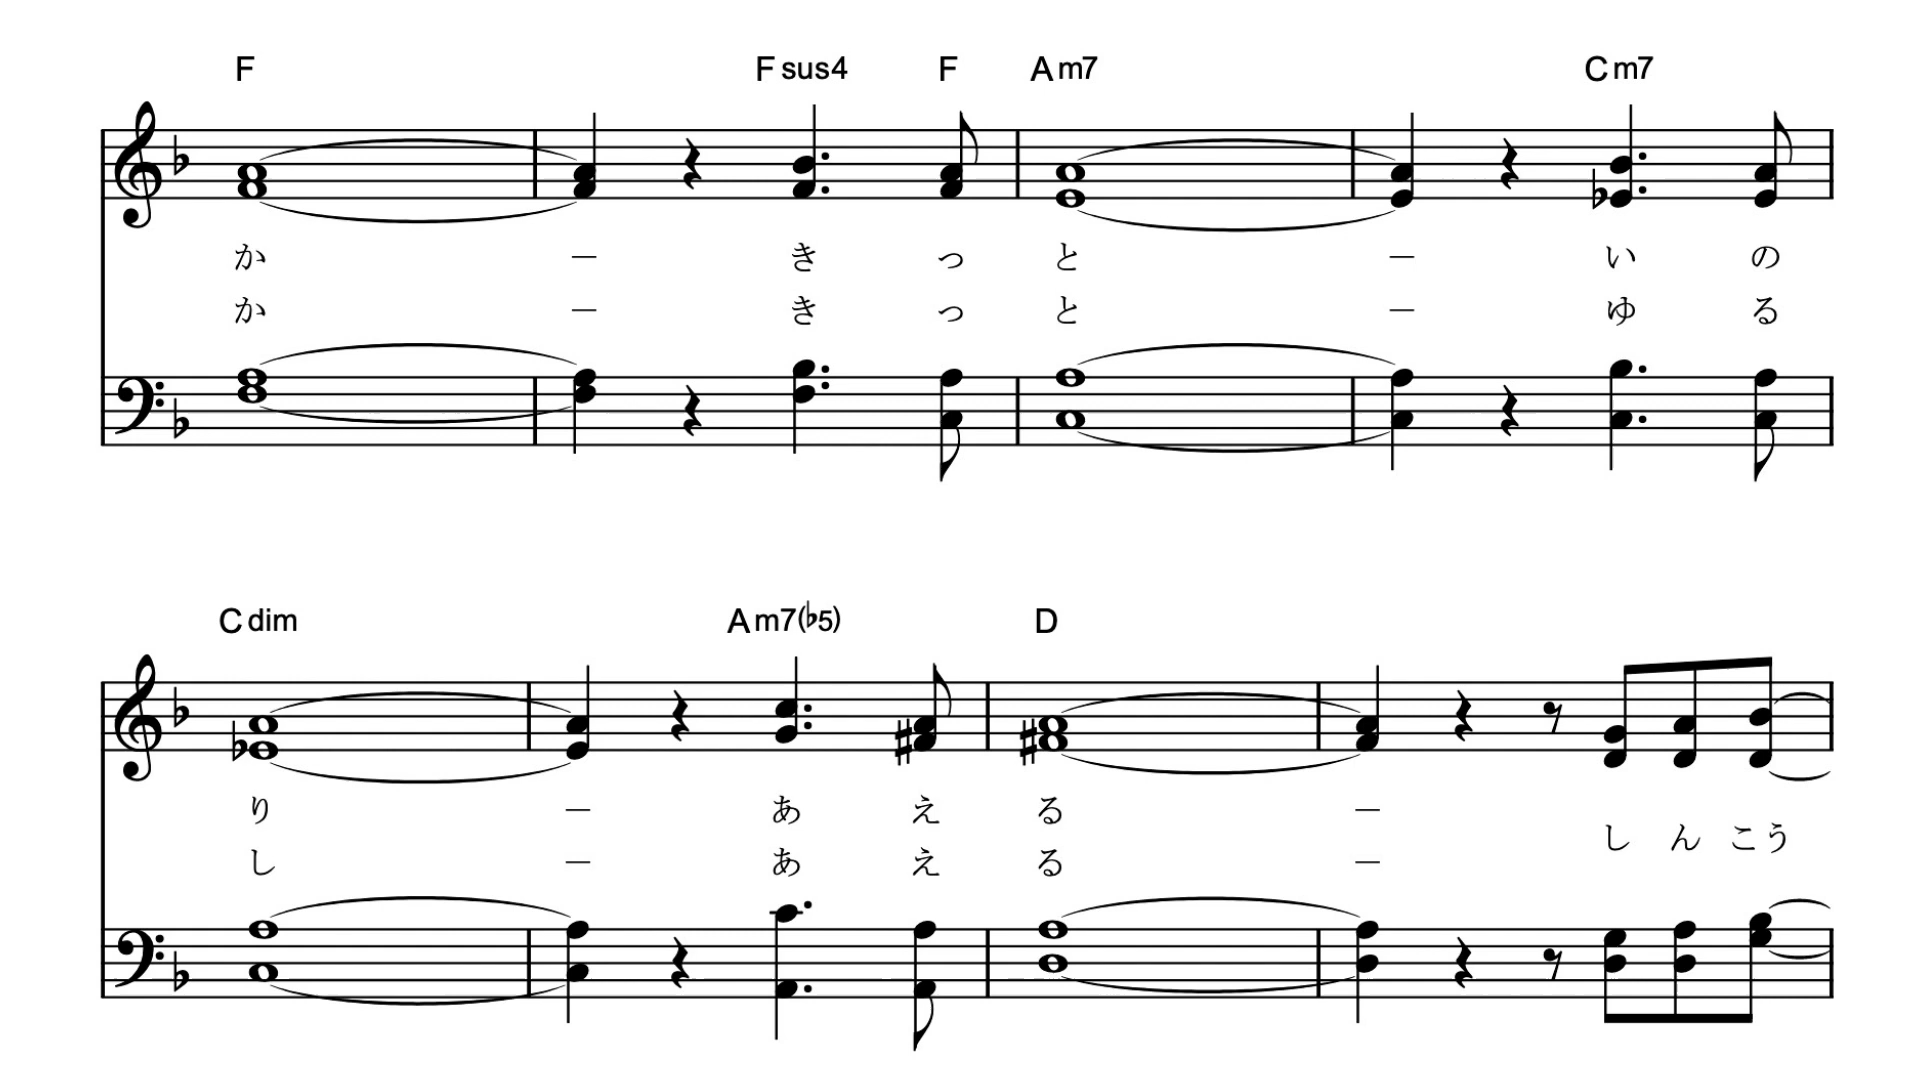 F F sus4 F A m7 C m7
か ー き っ と ー い の
か ー き っ と ー ゆ る
C dim A m7(♭5) D
り ー あ え る ー
し ん こう
し ー あ え る ー